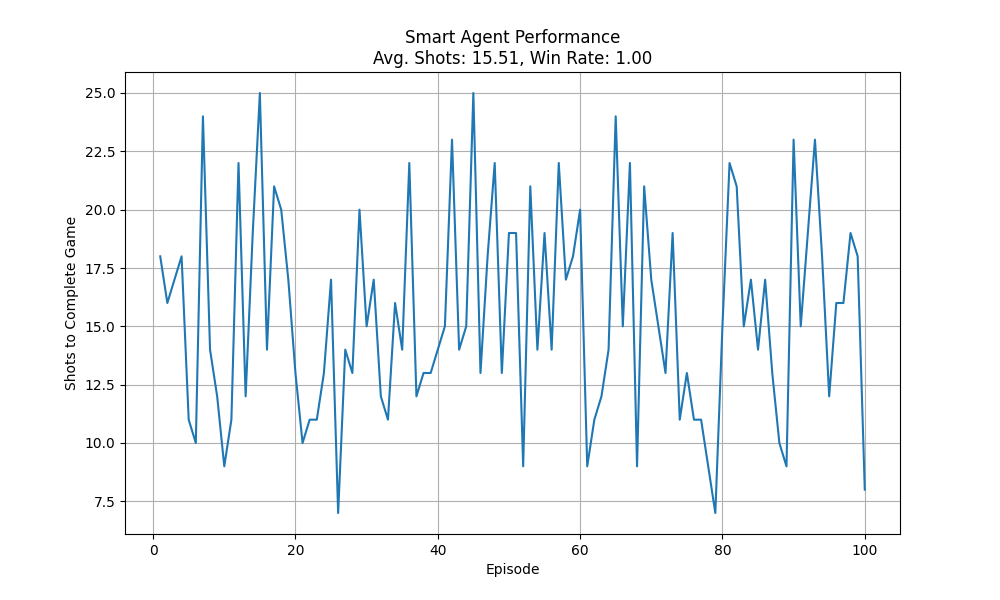 Smart Agent Performance
Avg. Shots: 15.51, Win Rate: 1.00
Shots to Complete Game
25.0
22.5
20.0
17.5
15.0
12.5
10.0
7.5
0 20 40 60 80 100
Episode